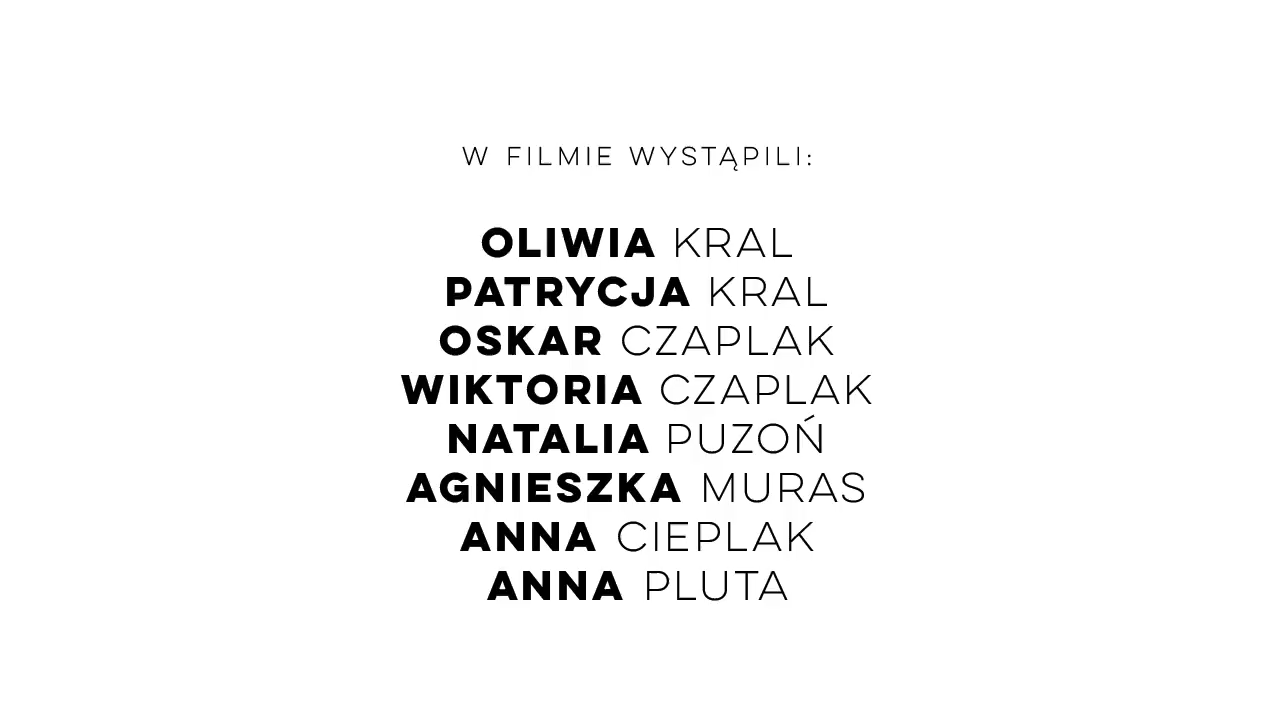 W FILMIE WYSTĄPILI:
OLIWIA KRAL
PATRYCJA KRAL
OSKAR CZAPLAK
WIKTORIA CZAPLAK
NATALIA PUZOŃ
AGNIESZKA MURAS
ANNA CIEPLAK
ANNA PLUTA